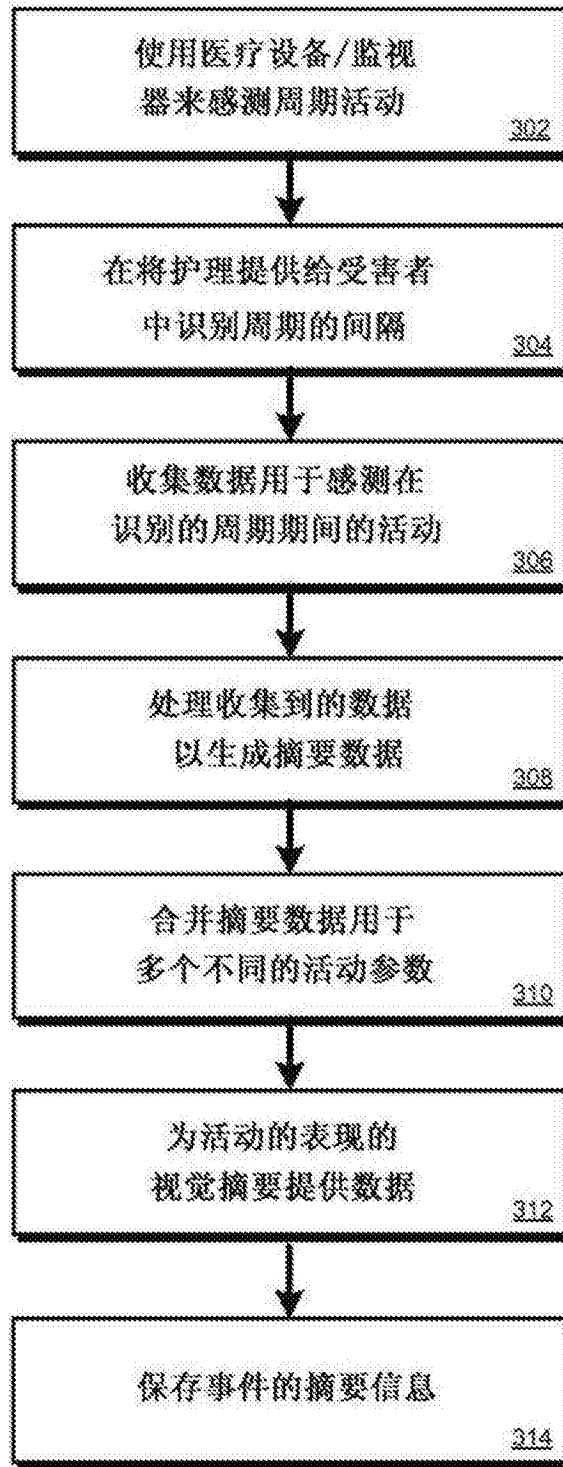 使用医疗设备/监视
器来感测周期活动
302
在将护理提供给受害者
中识别周期的间隔
304
收集数据用于感测在
识别的周期期间的活动
306
处理收集到的数据
以生成摘要数据
308
合并摘要数据用于
多个不同的活动参数
310
为活动的表现的
视觉摘要提供数据
312
保存事件的摘要信息
314